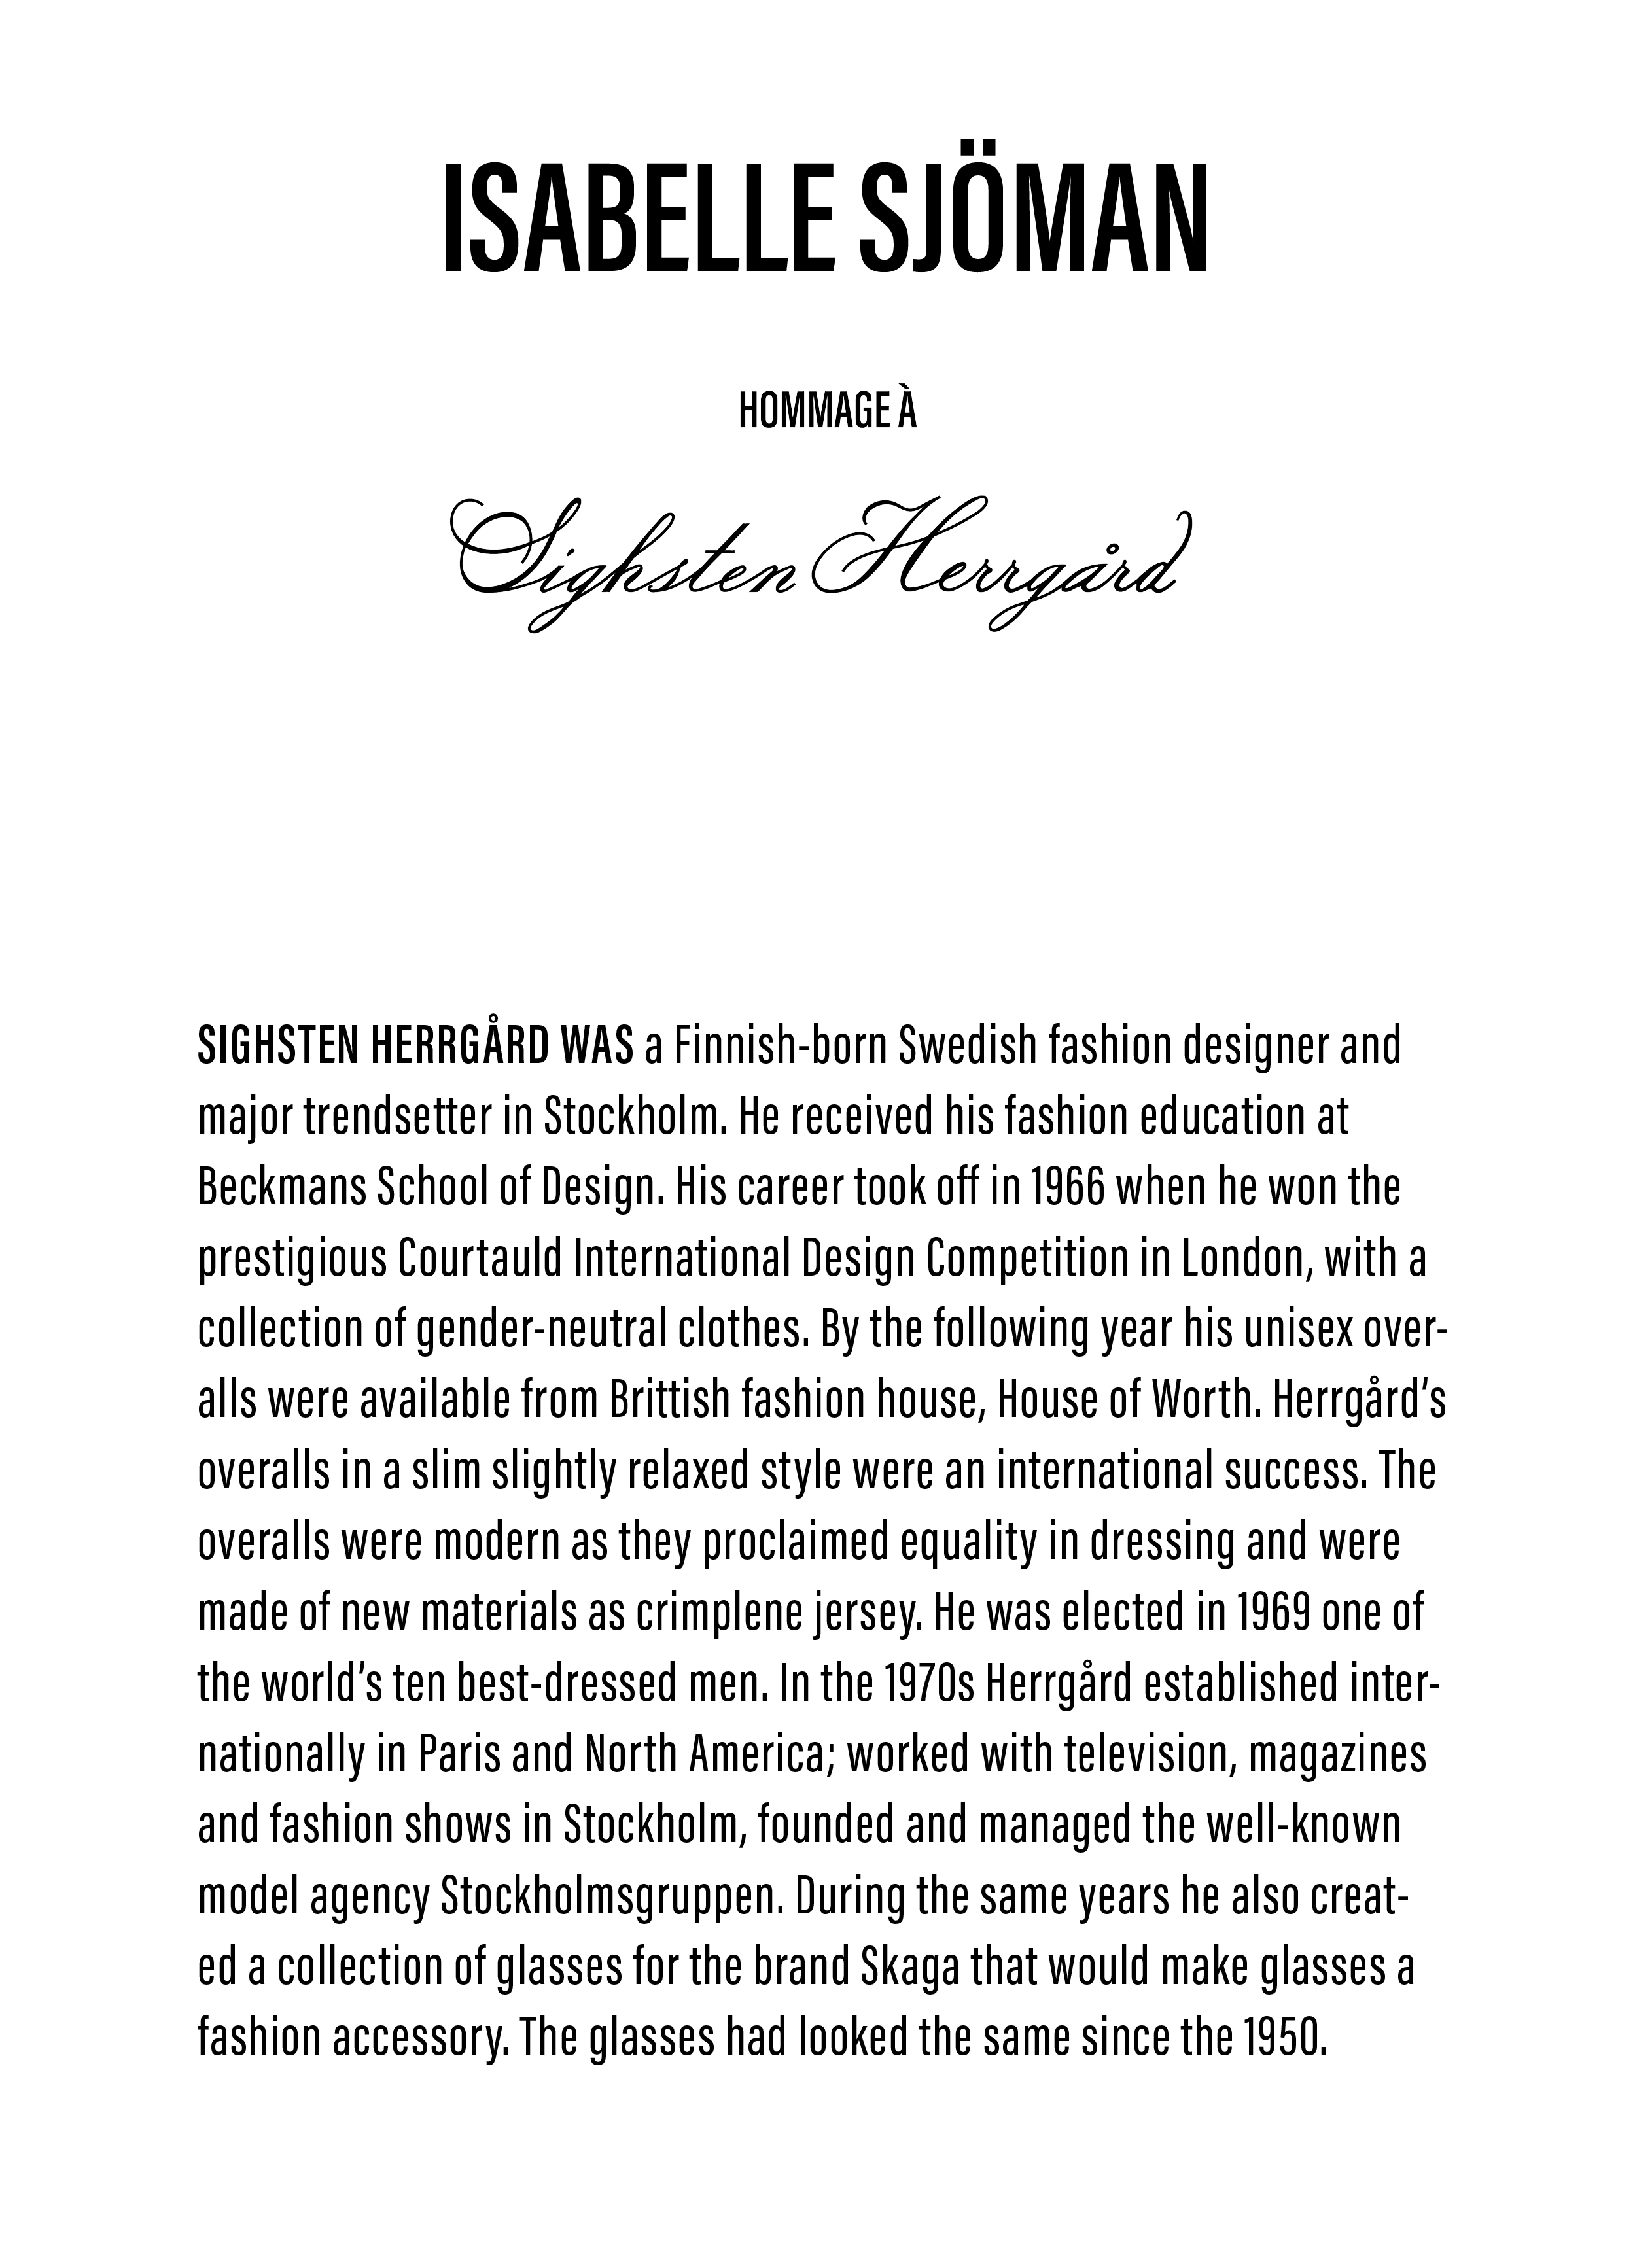 ISABELLE SJÖMAN
HOMMAGE À
Sighsten Herrgård
SIGHSTEN HERRGÅRD WAS a Finnish-born Swedish fashion designer and
major trendsetter in Stockholm. He received his fashion education at
Beckmans School of Design. His career took off in 1966 when he won the
prestigious Courtauld International Design Competition in London, with a
collection of gender-neutral clothes. By the following year his unisex over-
alls were available from Brittish fashion house, House of Worth. Herrgård’s
overalls in a slim slightly relaxed style were an international success. The
overalls were modern as they proclaimed equality in dressing and were
made of new materials as crimplene jersey. He was elected in 1969 one of
the world’s ten best-dressed men. In the 1970s Herrgård established inter-
nationally in Paris and North America; worked with television, magazines
and fashion shows in Stockholm, founded and managed the well-known
model agency Stockholmsgruppen. During the same years he also creat-
ed a collection of glasses for the brand Skaga that would make glasses a
fashion accessory. The glasses had looked the same since the 1950.